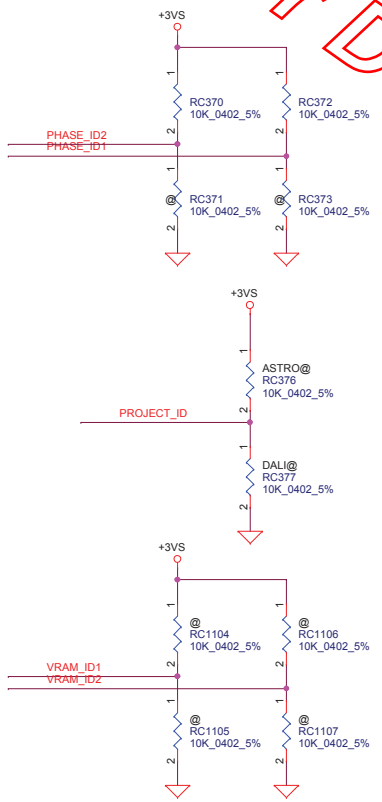 +3VS
1 1
RC370 RC372
10K_0402_5% 10K_0402_5%
2 2
PHASE_ID2
PHASE_ID1
1 1
@ RC371 @ RC373
10K_0402_5% 10K_0402_5%
2 2
+3VS
1
ASTRO@
RC376
10K_0402_5%
2
PROJECT_ID
1
DALI@
RC377
10K_0402_5%
2
+3VS
1 1
@ @
RC1104 RC1106
10K_0402_5% 10K_0402_5%
2 2
VRAM_ID1
VRAM_ID2
1 1
@ @
RC1105 RC1107
10K_0402_5% 10K_0402_5%
2 2